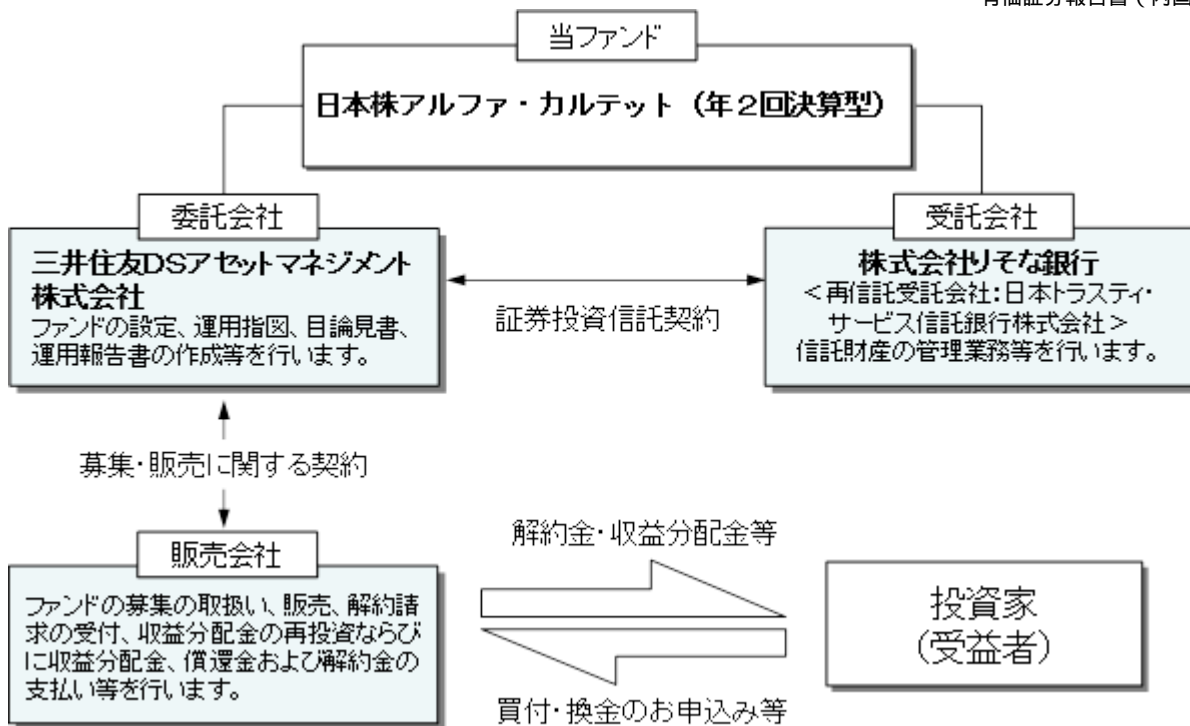 当ファンド
日本株アルファ・カルテット（年２回決算型）
委託会社
三井住友DSアセットマネジメント
株式会社
ファンドの設定、運用指図、目論見書、
運用報告書の作成等を行います。
証券投資信託契約
受託会社
株式会社りそな銀行
＜再信託受託会社：日本トラスティ・
サービス信託銀行株式会社＞
信託財産の管理業務等を行います。
募集・販売に関する契約
販売会社
ファンドの募集の取扱い、販売、解約請
求の受付、収益分配金の再投資ならび
に収益分配金、償還金および解約金の
支払い等を行います。
解約金・収益分配金等
買付・換金のお申込み等
投資家
（受益者）